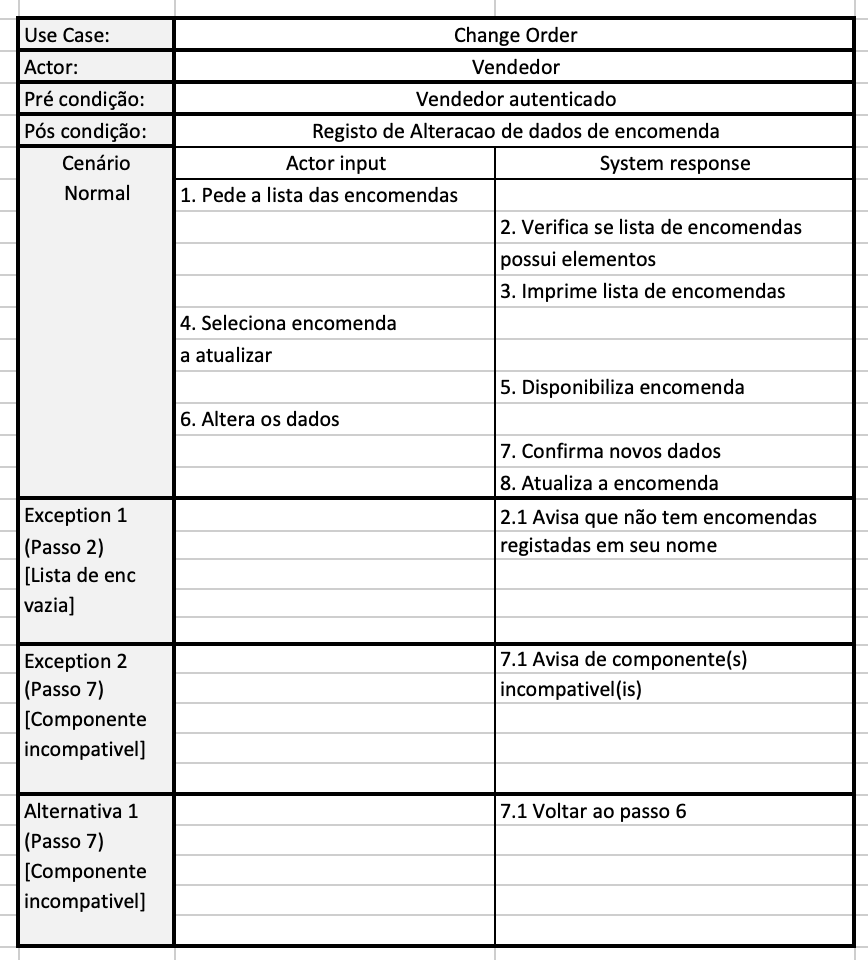 Use Case:
Change Order
Actor:
Vendedor
Pré condição:
Vendedor autenticado
Pós condição:
Registo de Alteracao de dados de encomenda
Cenário
Normal
Actor input
System response
1. Pede a lista das encomendas
2. Verifica se lista de encomendas
possui elementos
3. Imprime lista de encomendas
4. Seleciona encomenda
a atualizar
5. Disponibiliza encomenda
6. Altera os dados
7. Confirma novos dados
8. Atualiza a encomenda
Exception 1
(Passo 2)
[Lista de enc
vazia]
2.1 Avisa que não tem encomendas
registadas em seu nome
Exception 2
(Passo 7)
[Componente
incompativel]
7.1 Avisa de componente(s)
incompativel(is)
Alternativa 1
(Passo 7)
[Componente
incompativel]
7.1 Voltar ao passo 6